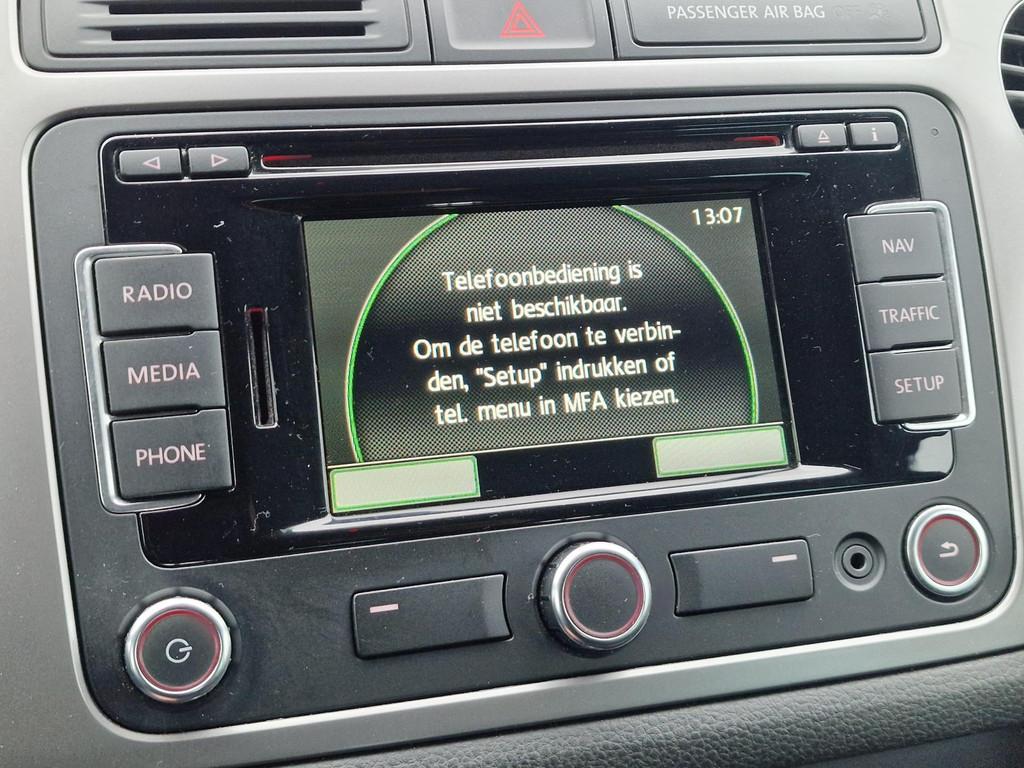 PASSENGER AIR BAG OFF
i
13:07
RADIO
MEDIA
PHONE
Telefoonbediening is
niet beschikbaar.
Om de telefoon te verbin-
den, "Setup" indrukken of
tel. menu in MFA kiezen.
NAV
TRAFFIC
SETUP